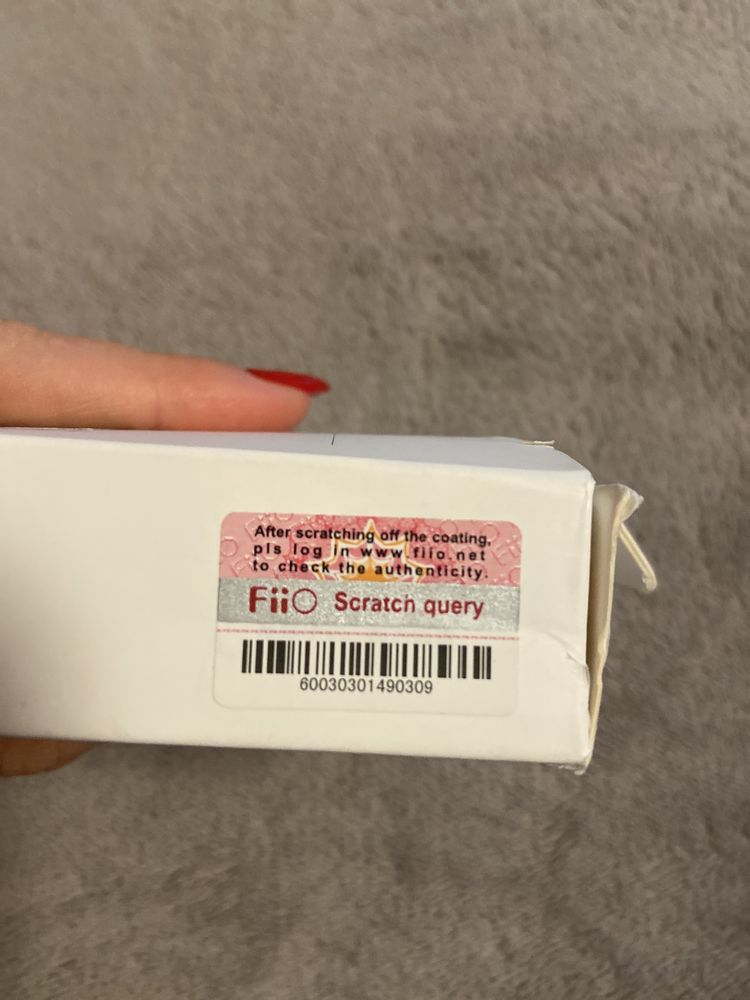 After scratching off the coating,
pls log in www.fiio.net
to check the authenticity.
FiiO Scratch query
60030301490309